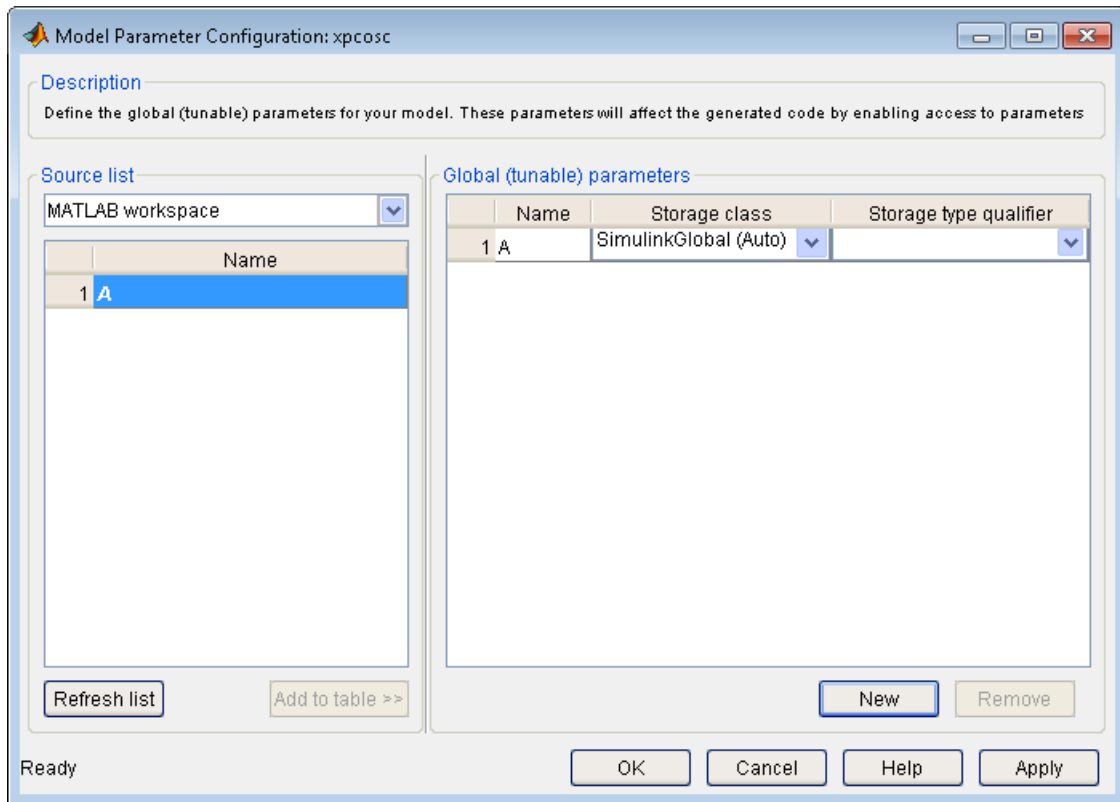 Model Parameter Configuration: xpcosc
Description
Define the global (tunable) parameters for your model. These parameters will affect the generated code by enabling access to parameters
Source list
MATLAB workspace
Name
1 A
Refresh list
Add to table >>
Global (tunable) parameters
Name Storage class Storage type qualifier
1 A SimulinkGlobal (Auto)
New
Remove
Ready
OK
Cancel
Help
Apply